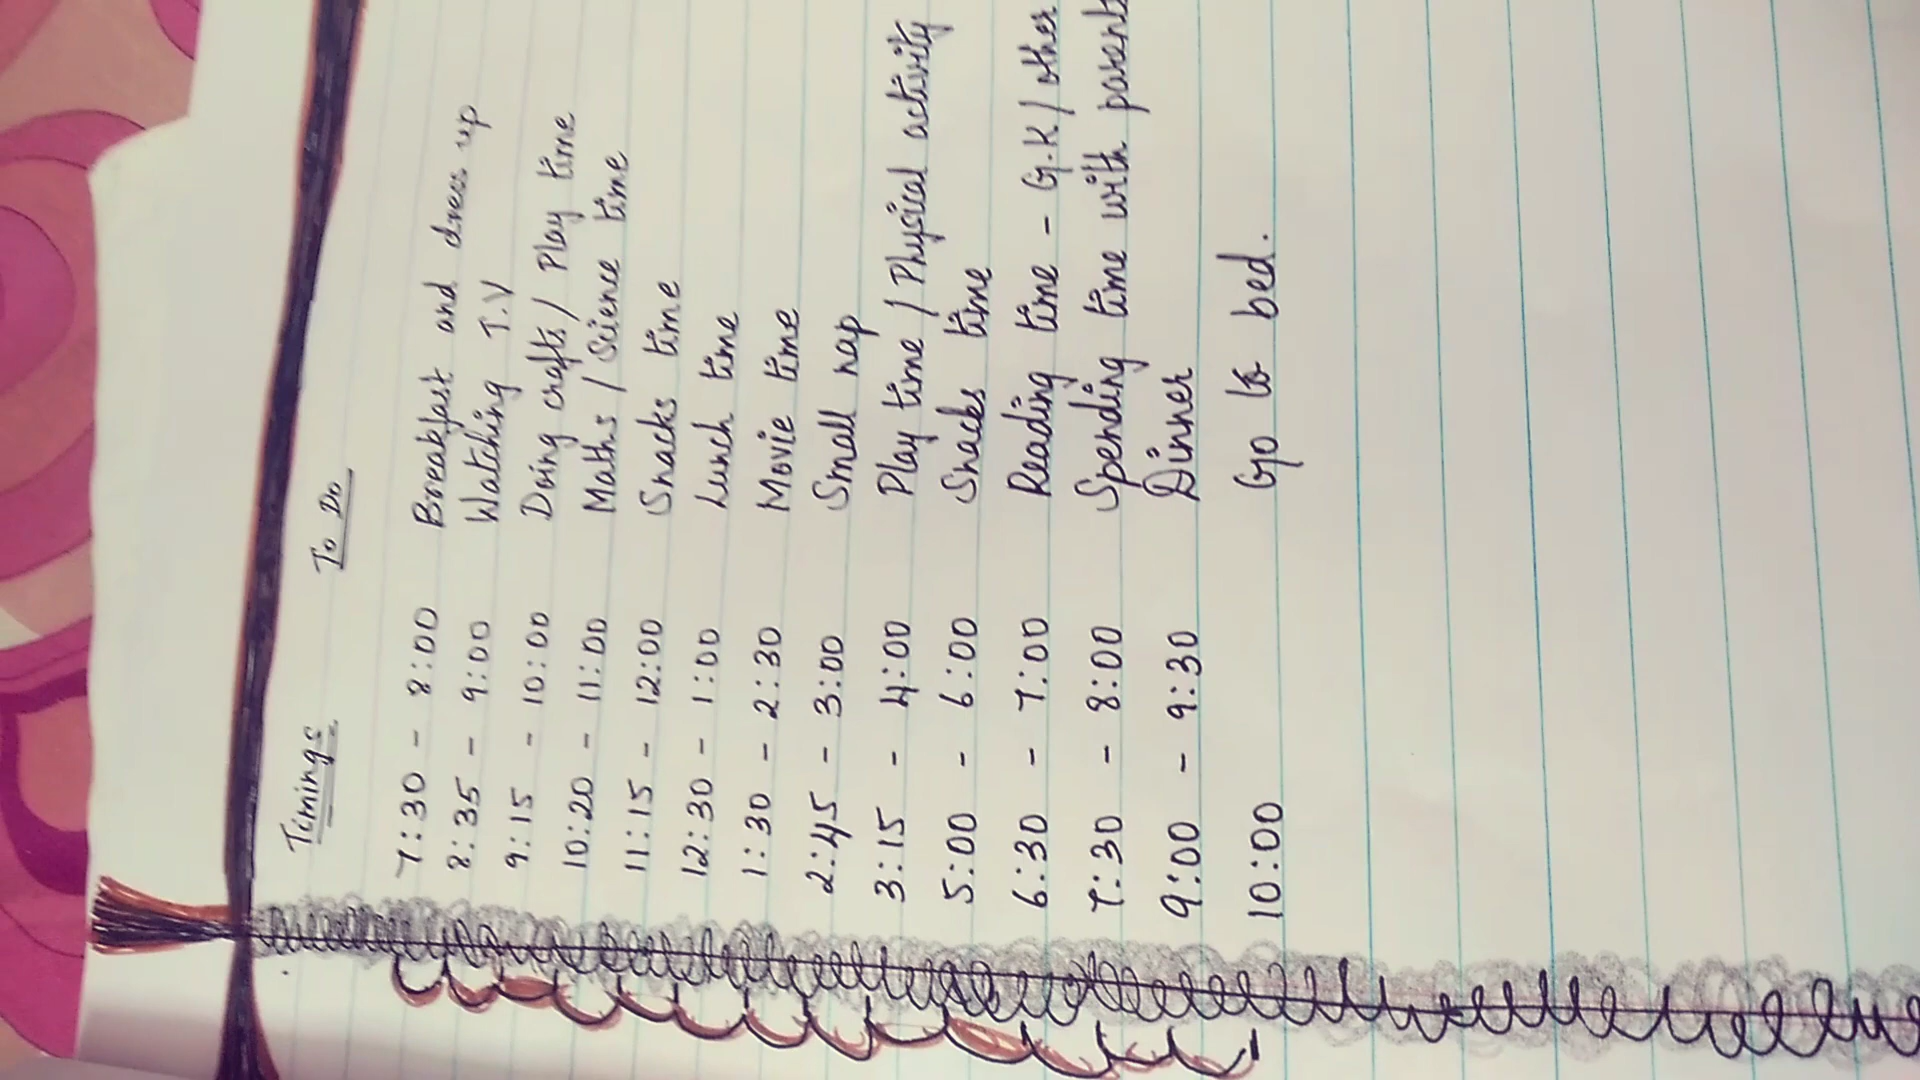 Timings To Do
7:30 - 8:00 Breakfast and dress up
8:35 - 9:00 Watching T.V
9:15 - 10:00 Doing crafts / Play time
10:20 - 11:00 Maths / Science time
11:15 - 12:00 Snacks time
12:30 - 1:00 Lunch time
1:30 - 2:30 Movie time
2:45 - 3:00 Small nap
3:15 - 4:00 Play time / Physical activity
5:00 - 6:00 Snacks time
6:30 - 7:00 Reading time - G.K / other
7:30 - 8:00 Spending time with parents
9:00 - 9:30 Dinner
10:00 Go to bed.